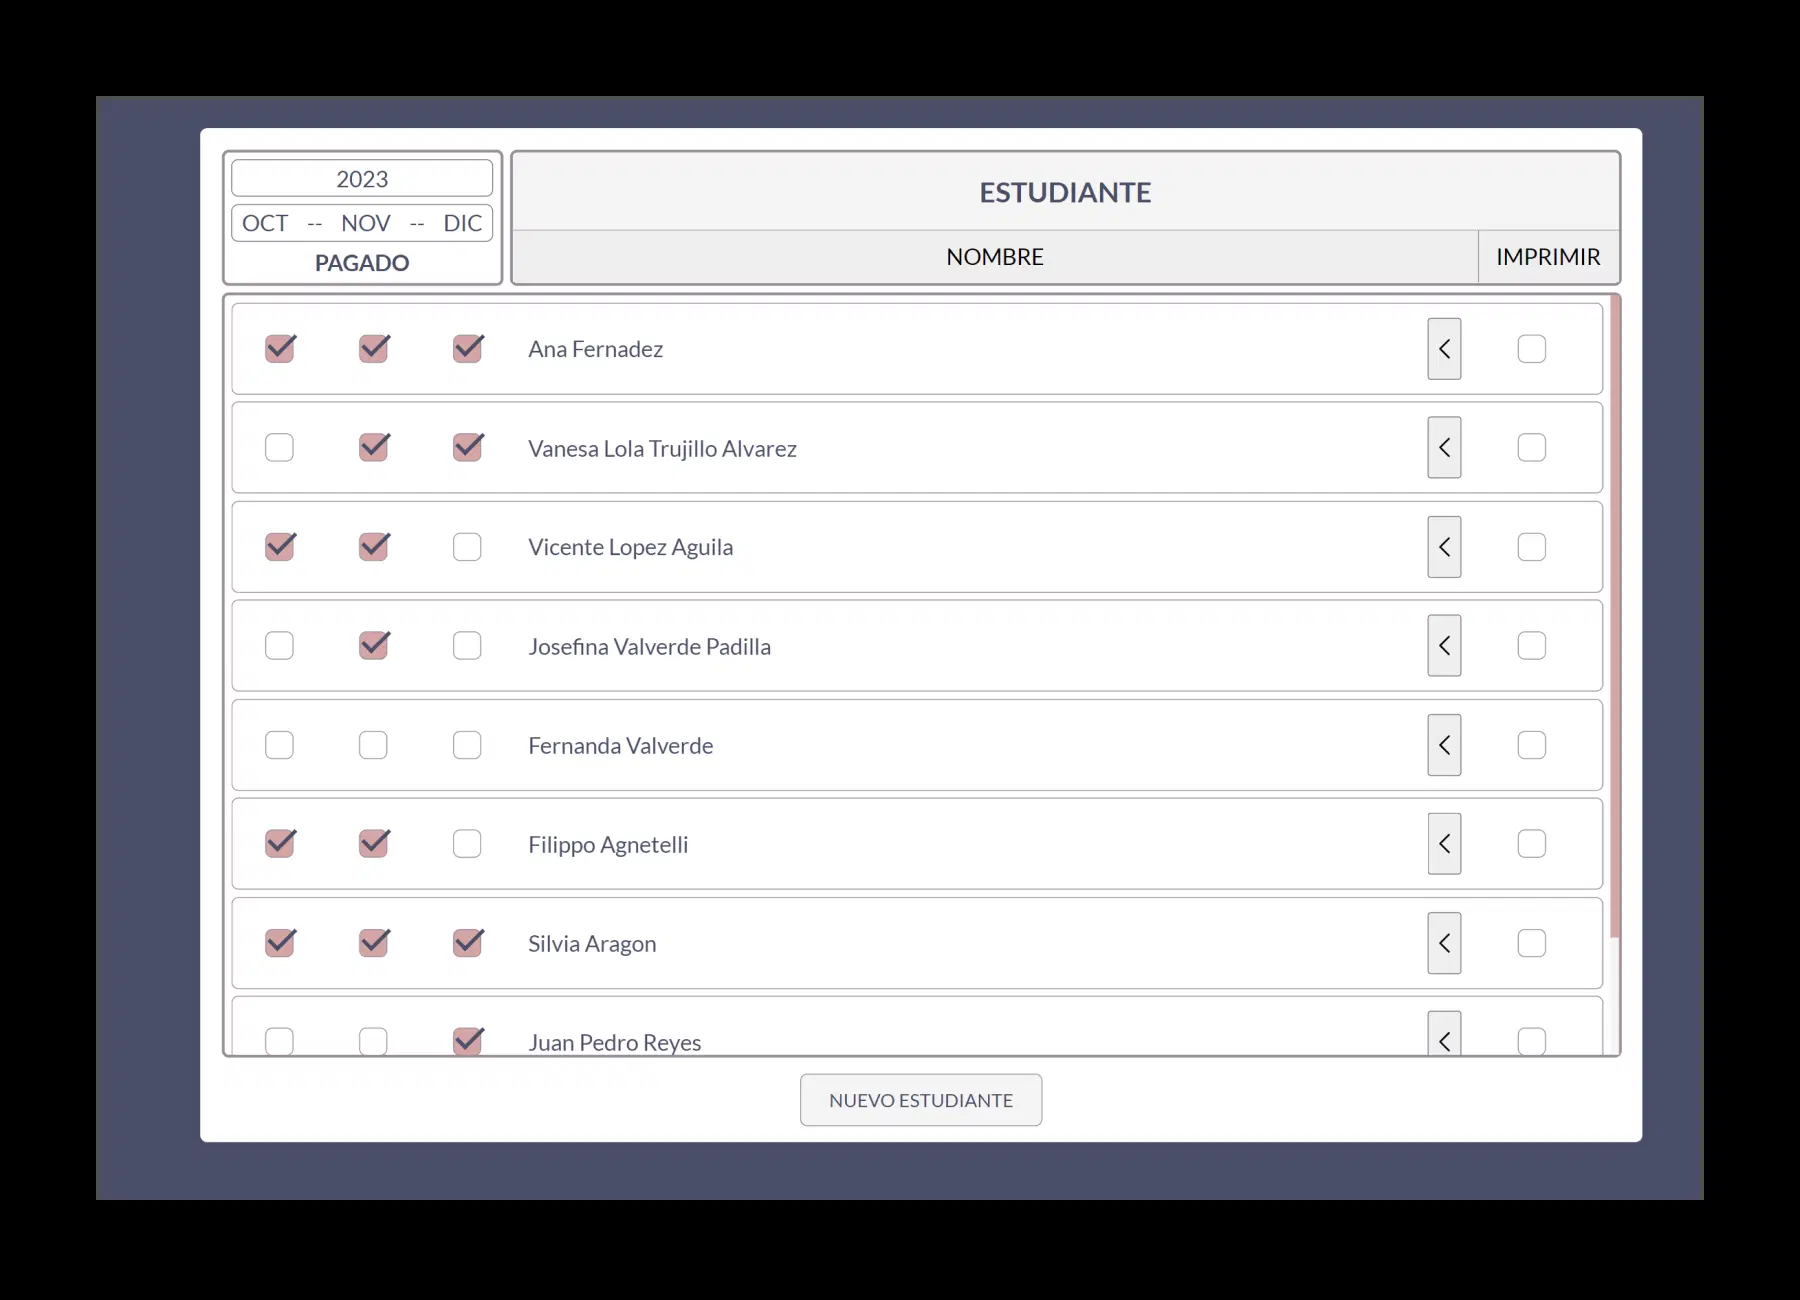 2023
OCT -- NOV -- DIC
PAGADO
ESTUDIANTE
NOMBRE
IMPRIMIR
Ana Fernadez
Vanesa Lola Trujillo Alvarez
Vicente Lopez Aguila
Josefina Valverde Padilla
Fernanda Valverde
Filippo Agnetelli
Silvia Aragon
Juan Pedro Reyes
NUEVO ESTUDIANTE